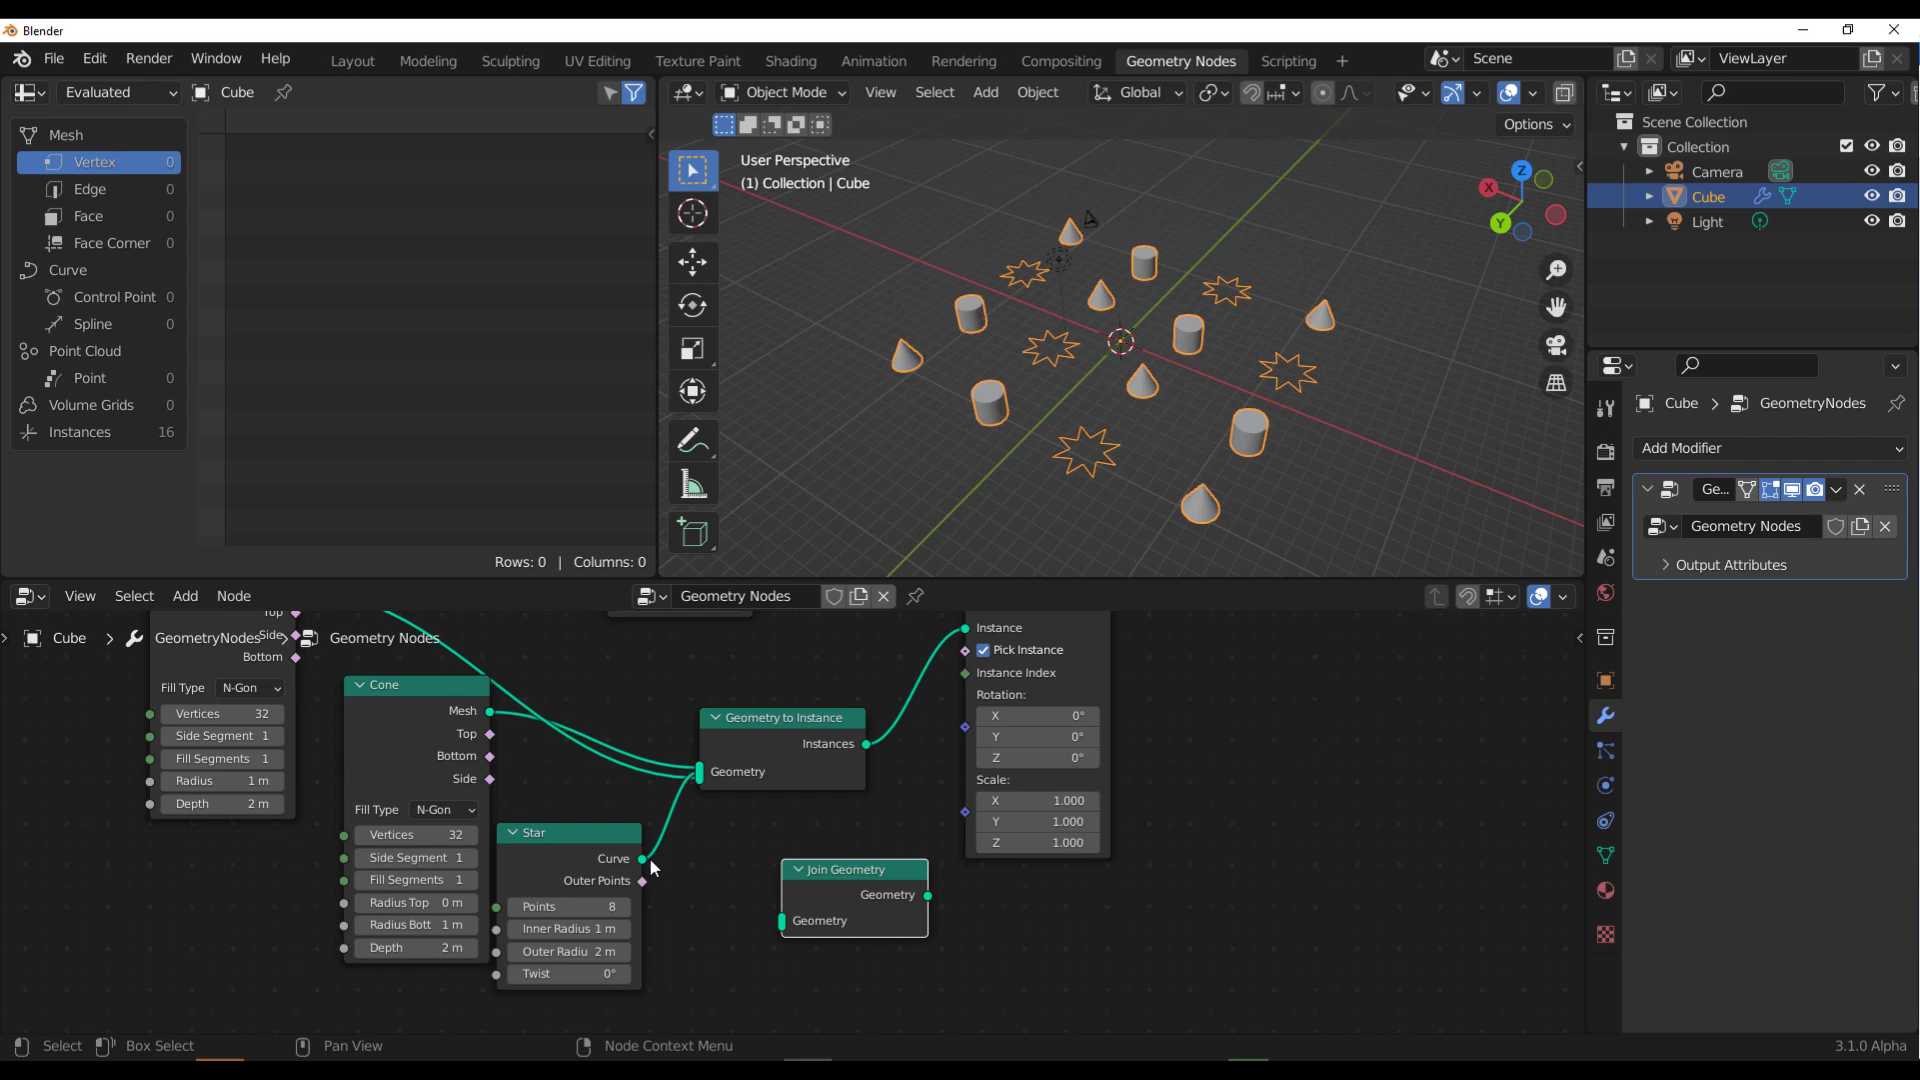 Blender
File Edit Render Window Help
Layout Modeling Sculpting UV Editing Texture Paint Shading Animation Rendering Compositing Geometry Nodes Scripting +
Scene
ViewLayer
Evaluated
Cube
Mesh
Vertex 0
Edge 0
Face 0
Face Corner 0
Curve
Control Point 0
Spline 0
Point Cloud
Point 0
Volume Grids 0
Instances 16
Rows: 0 | Columns: 0
Object Mode View Select Add Object Global
Options
User Perspective
(1) Collection | Cube
Z
X
Y
Scene Collection
Collection
Camera
Cube
Light
Cube > GeometryNodes
Add Modifier
Ge...
Geometry Nodes
Output Attributes
View Select Add Node
Geometry Nodes
Cube > GeometryNodes > Geometry Nodes
Top
Side
Bottom
Fill Type N-Gon
Vertices 32
Side Segment 1
Fill Segments 1
Radius 1 m
Depth 2 m
Cone
Mesh
Top
Bottom
Side
Fill Type N-Gon
Vertices 32
Side Segment 1
Fill Segments 1
Radius Top 0 m
Radius Bott 1 m
Depth 2 m
Star
Curve
Outer Points
Points 8
Inner Radius 1 m
Outer Radiu 2 m
Twist 0°
Geometry to Instance
Instances
Geometry
Join Geometry
Geometry
Geometry
Instance
Pick Instance
Instance Index
Rotation:
X 0°
Y 0°
Z 0°
Scale:
X 1.000
Y 1.000
Z 1.000
Select Box Select Pan View Node Context Menu 3.1.0 Alpha